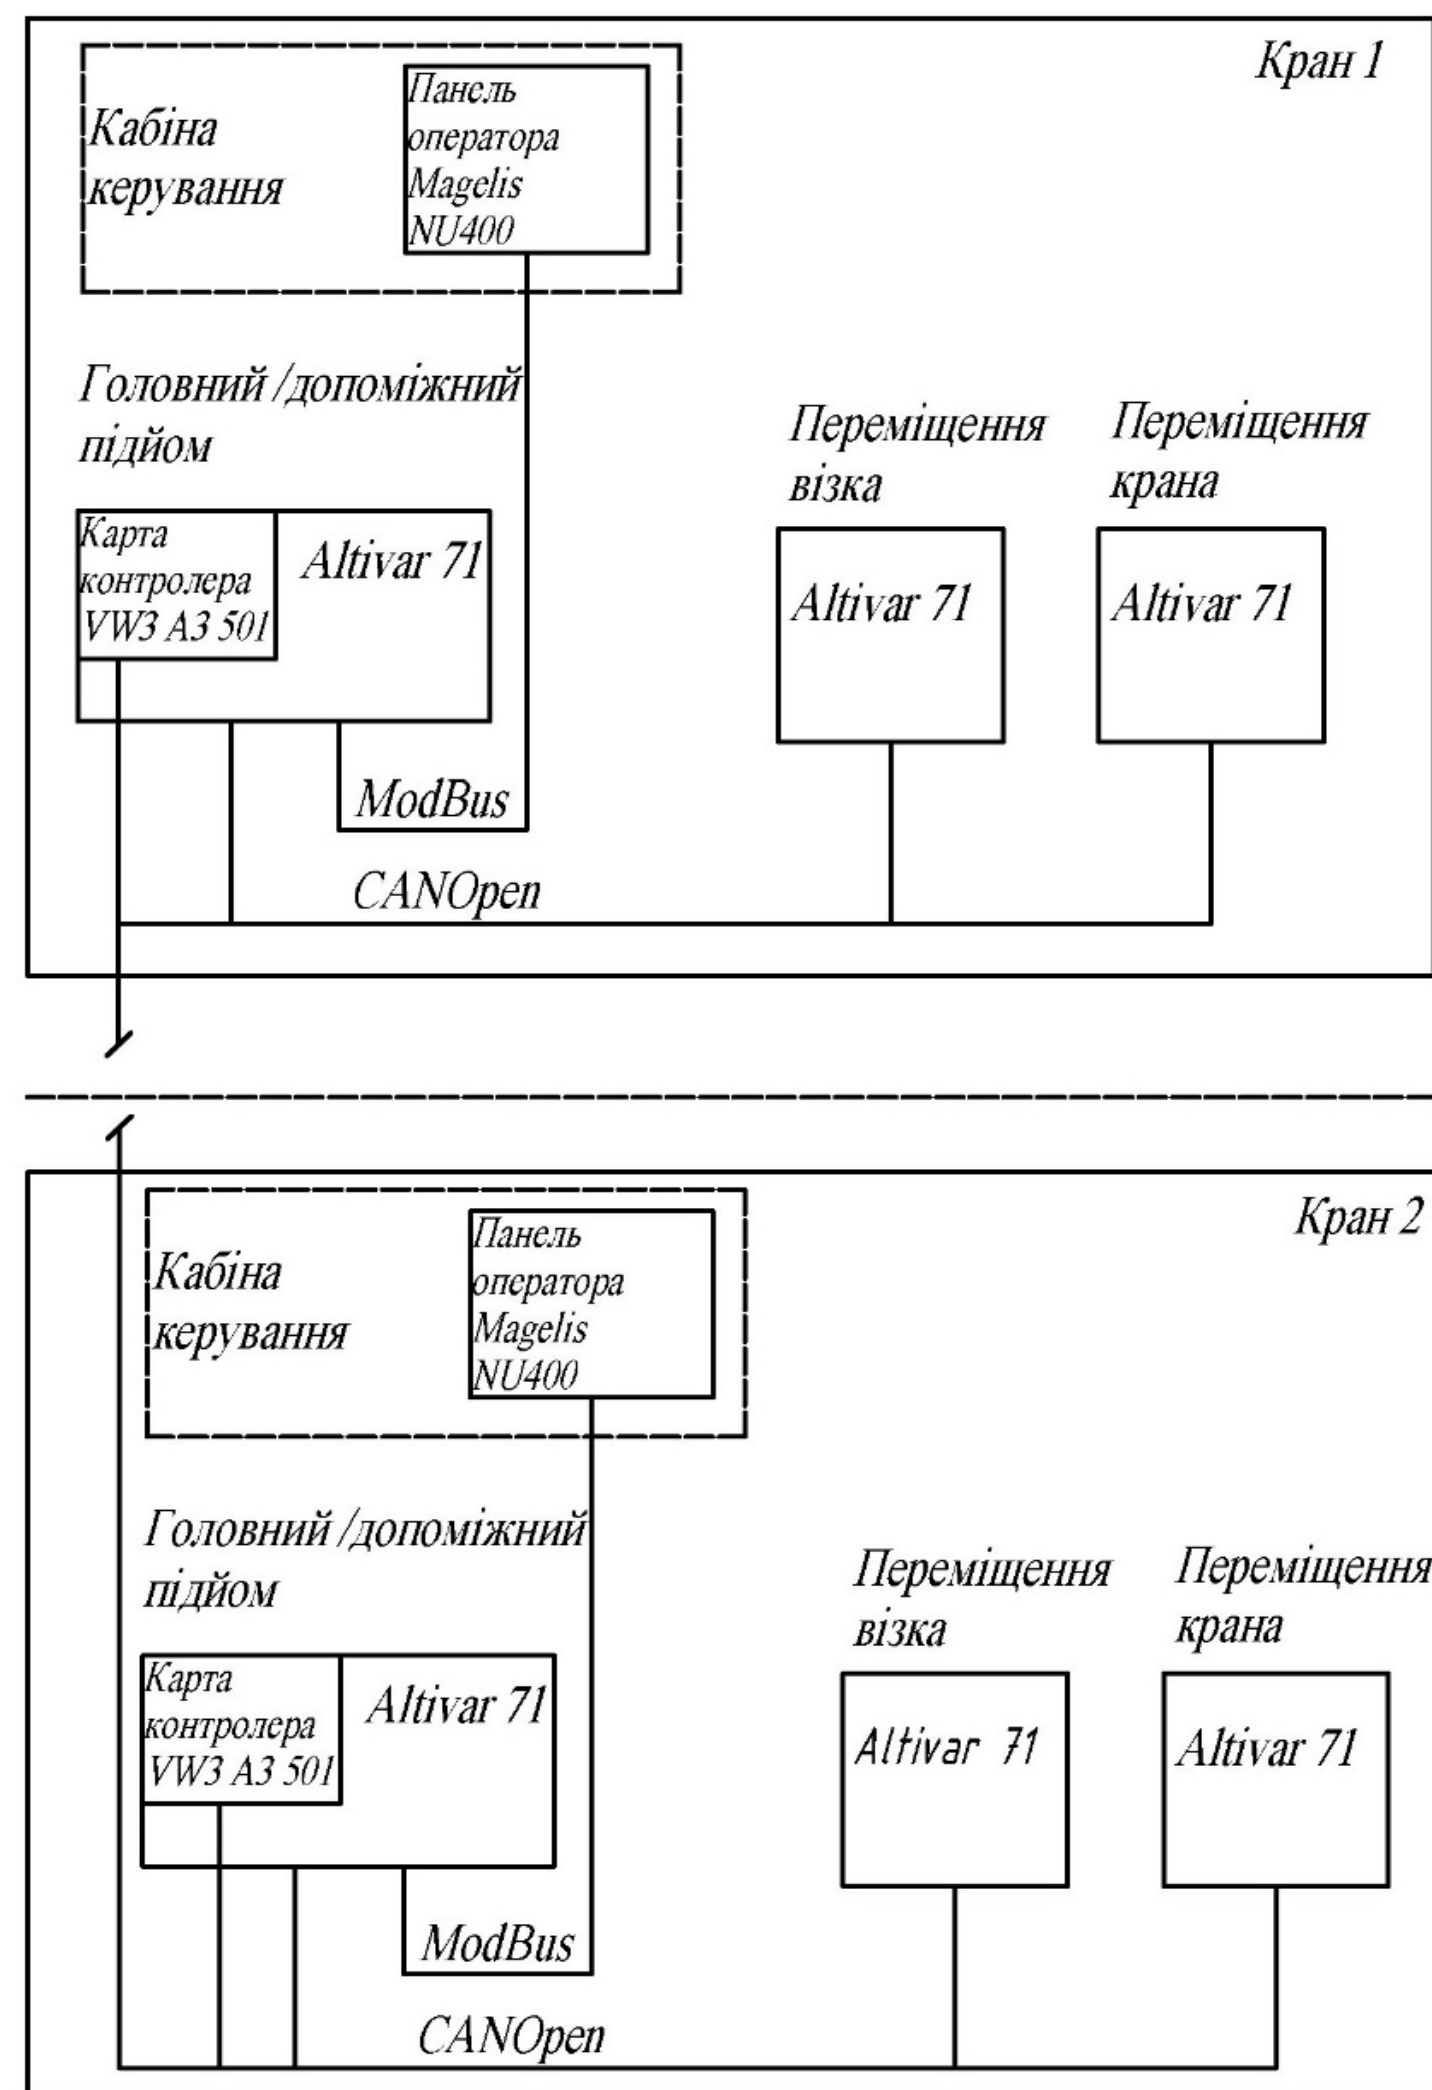 Кран 1
Кабіна
керування
Панель
оператора
Magelis
NU400
Головний /допоміжний
підйом
Переміщення
візка
Переміщення
крана
Карта
контролера
VW3 A3 501
Altivar 71
Altivar 71
Altivar 71
ModBus
CANOpen
Кран 2
Кабіна
керування
Панель
оператора
Magelis
NU400
Головний /допоміжний
підйом
Переміщення
візка
Переміщення
крана
Карта
контролера
VW3 A3 501
Altivar 71
Altivar 71
Altivar 71
ModBus
CANOpen